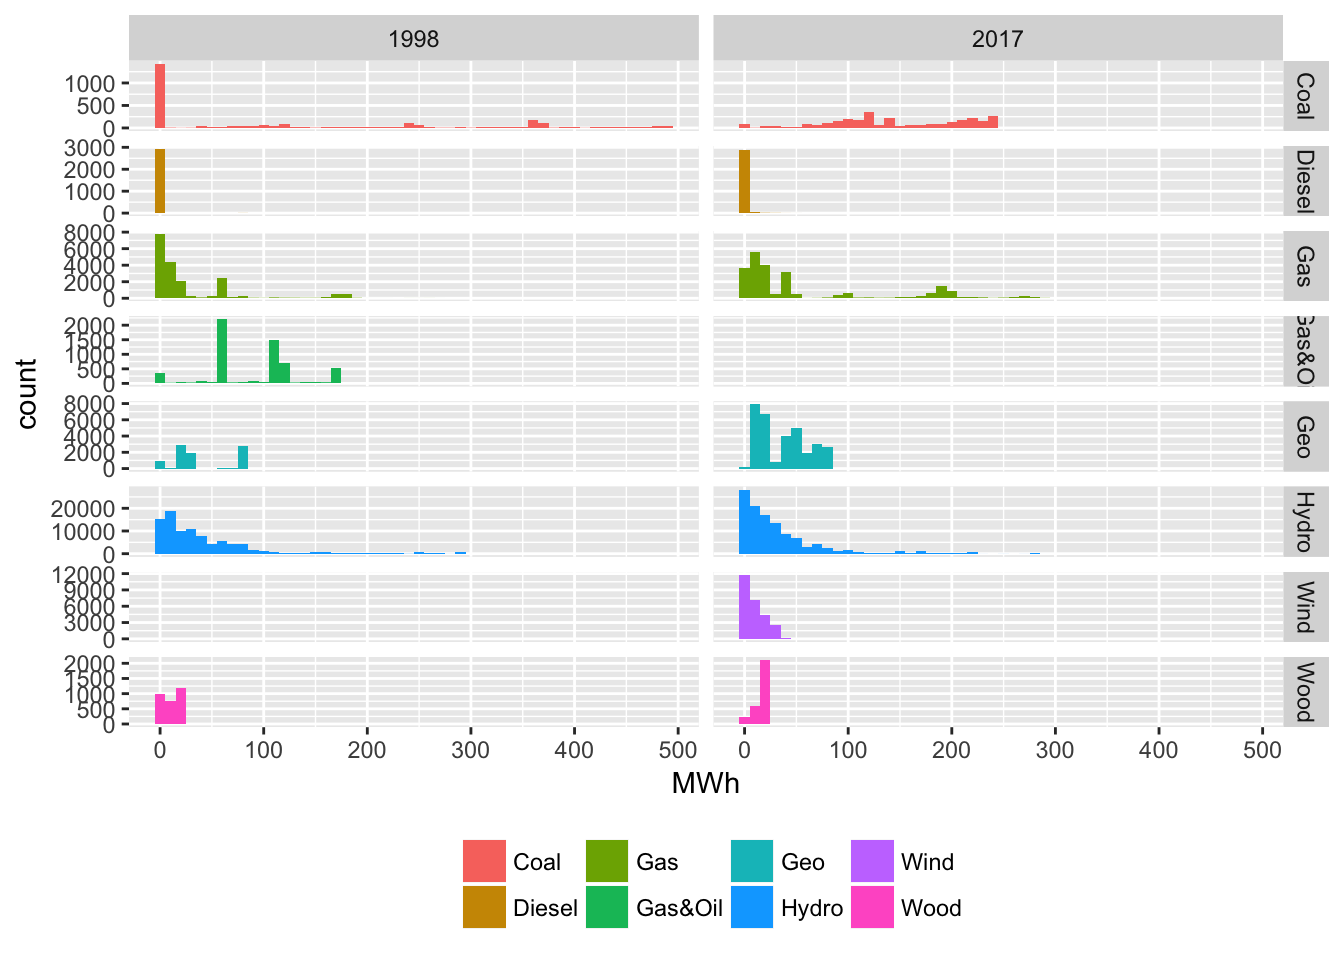 1998 2017
1000
500
0
Coal
3000
2000
1000
0
Diesel
8000
6000
4000
2000
0
Gas
2000
1500
1000
500
0
Gas&Oi
8000
6000
4000
2000
0
Geo
20000
10000
0
Hydro
12000
9000
6000
3000
0
Wind
2000
1500
1000
500
0
Wood
count
0 100 200 300 400 500 0 100 200 300 400 500
MWh
Coal Gas Geo Wind
Diesel Gas&Oil Hydro Wood